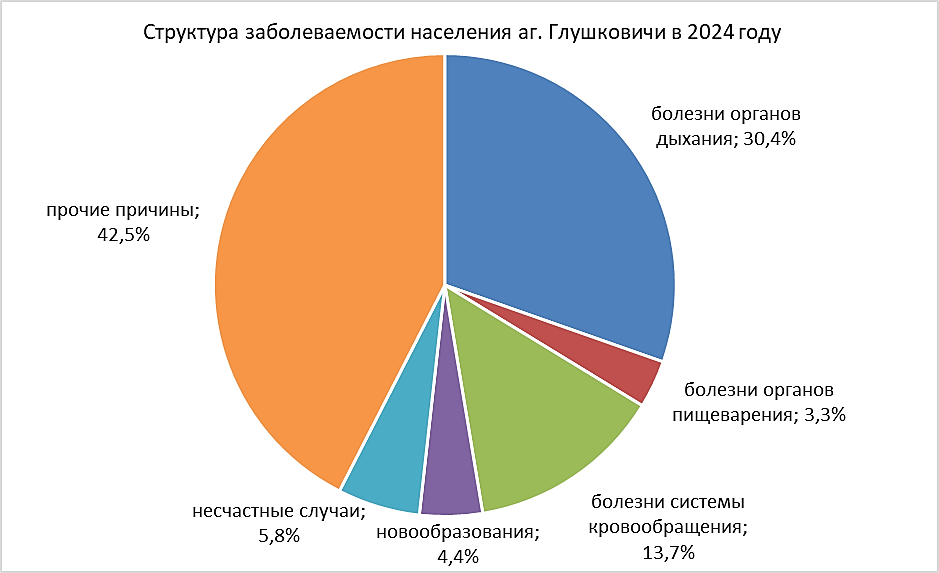 Структура заболеваемости населения аг. Глушковичи в 2024 году
болезни органов
дыхания; 30,4%
прочие причины;
42,5%
болезни органов
пищеварения; 3,3%
болезни системы
кровообращения;
13,7%
несчастные случаи;
5,8%
новообразования;
4,4%